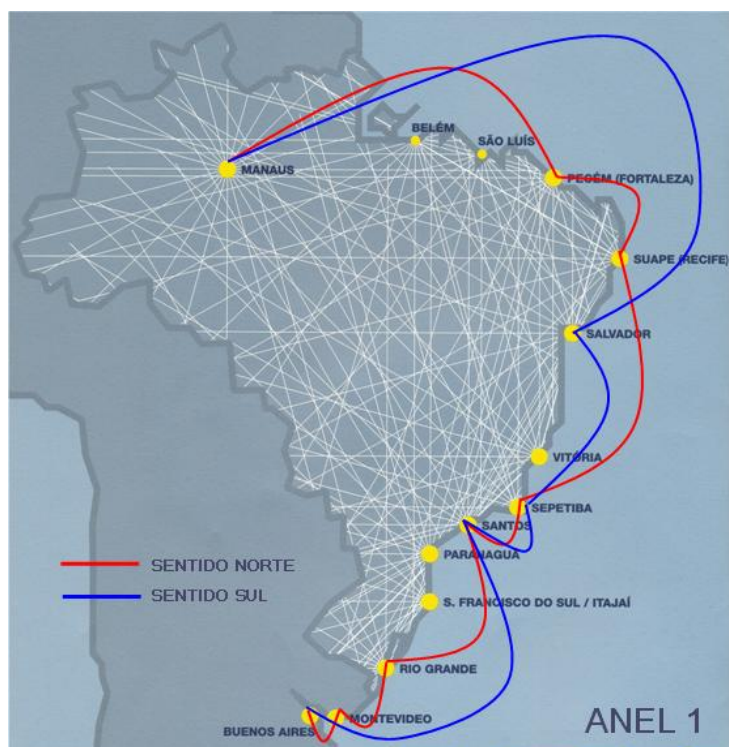 BELÉM
SÃO LUÍS
MANAUS
PECÉM (FORTALEZA)
SUAPE (RECIFE)
SALVADOR
VITÓRIA
SEPETIBA
SANTOS
PARANAGUA
SENTIDO NORTE
SENTIDO SUL
S. FRANCISCO DO SUL / ITAJAÍ
RIO GRANDE
MONTEVIDEO
BUENOS AIRES
ANEL 1